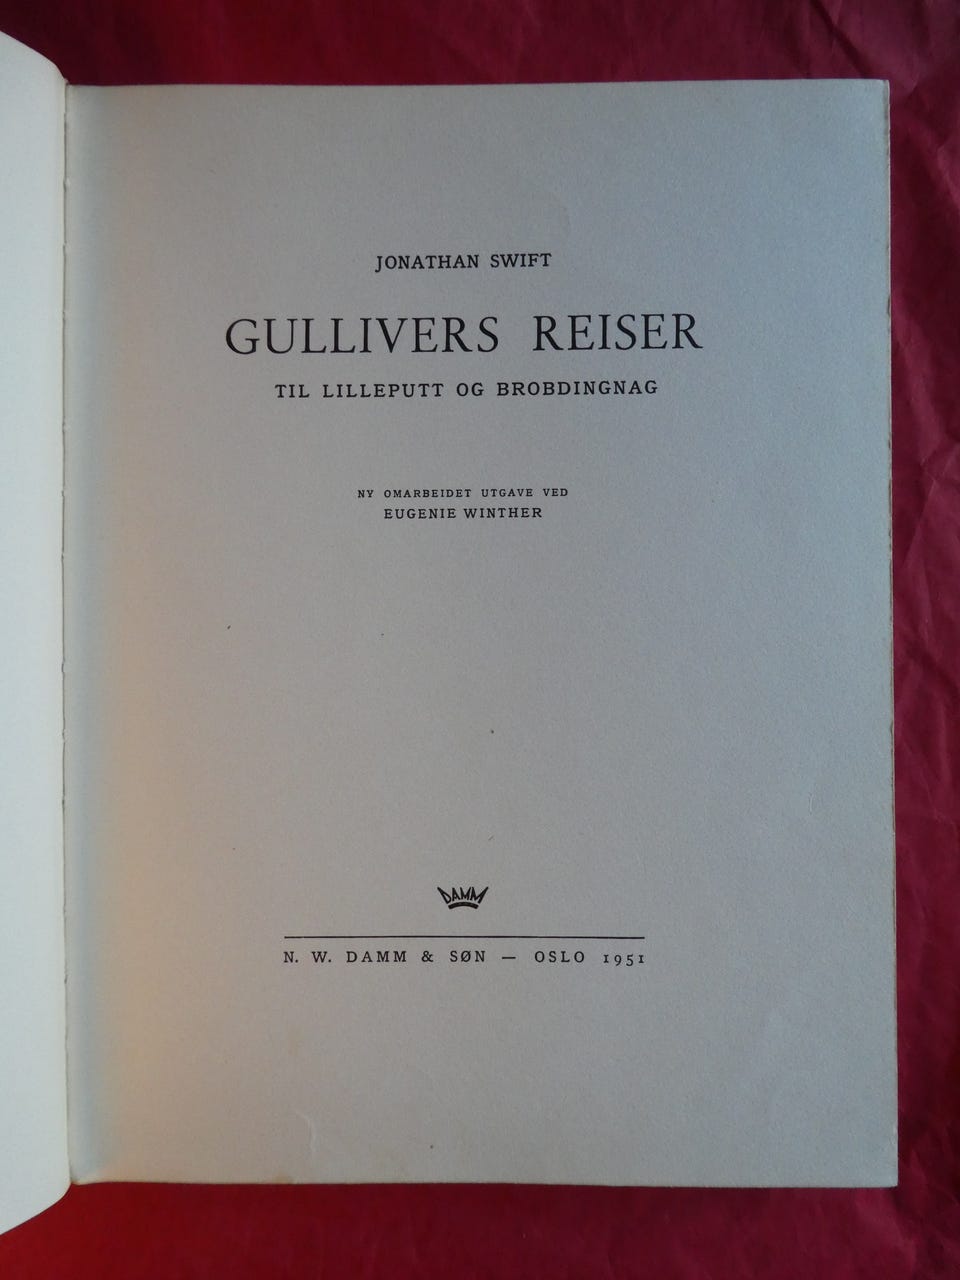 JONATHAN SWIFT
GULLIVERS REISER
TIL LILLEPUTT OG BROBDINGNAG
NY OMARBEIDET UTGAVE VED
EUGENIE WINTHER
DAMM
N. W. DAMM & SØN — OSLO 1951